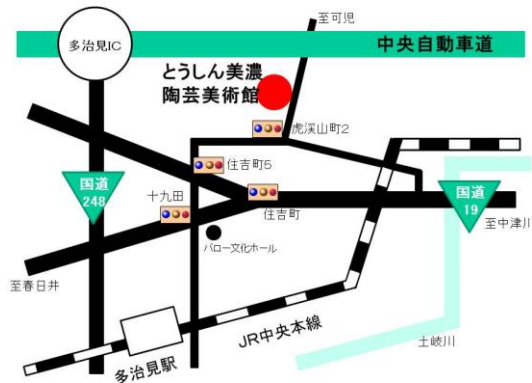 至可児
多治見IC
中央自動車道
とうしん美濃
陶芸美術館
虎渓山町2
住吉町5
国道
248
十九田
住吉町
国道
19
至中津川
バロー文化ホール
至春日井
JR中央本線
土岐川
多治見駅